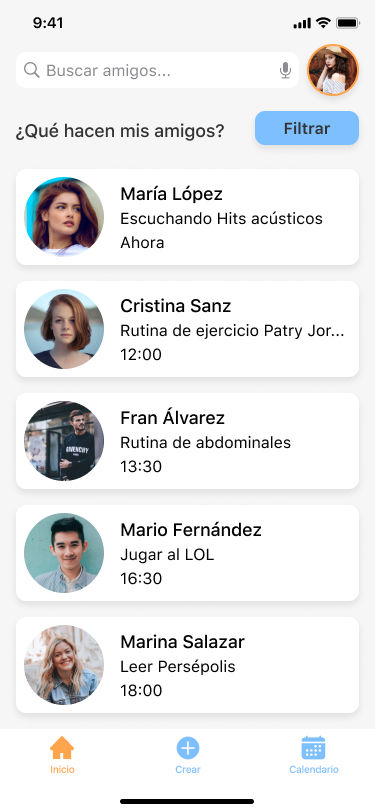 9:41
Buscar amigos...
¿Qué hacen mis amigos?
Filtrar
María López
Escuchando Hits acústicos
Ahora
Cristina Sanz
Rutina de ejercicio Patry Jor...
12:00
Fran Álvarez
Rutina de abdominales
13:30
GIVENCHY
Mario Fernández
Jugar al LOL
16:30
Marina Salazar
Leer Persépolis
18:00
Inicio
Crear
Calendario